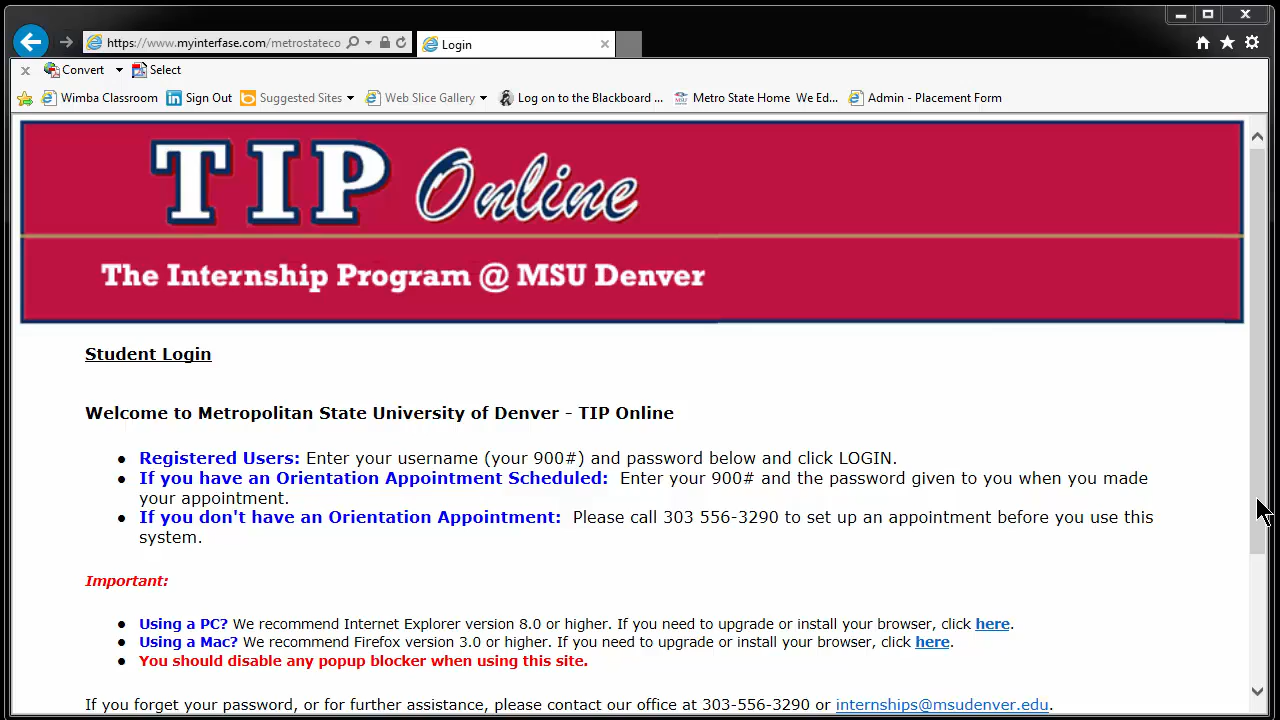 https://www.myinterfase.com/metrostateco
Login
Convert
Select
Wimba Classroom
Sign Out
Suggested Sites
Web Slice Gallery
Log on to the Blackboard ...
Metro State Home We Ed...
Admin - Placement Form
TIP Online
The Internship Program @ MSU Denver
Student Login
Welcome to Metropolitan State University of Denver - TIP Online
Registered Users: Enter your username (your 900#) and password below and click LOGIN.
If you have an Orientation Appointment Scheduled: Enter your 900# and the password given to you when you made
your appointment.
If you don't have an Orientation Appointment: Please call 303 556-3290 to set up an appointment before you use this
system.
Important:
Using a PC? We recommend Internet Explorer version 8.0 or higher. If you need to upgrade or install your browser, click here.
Using a Mac? We recommend Firefox version 3.0 or higher. If you need to upgrade or install your browser, click here.
You should disable any popup blocker when using this site.
If you forget your password, or for further assistance, please contact our office at 303-556-3290 or internships@msudenver.edu.